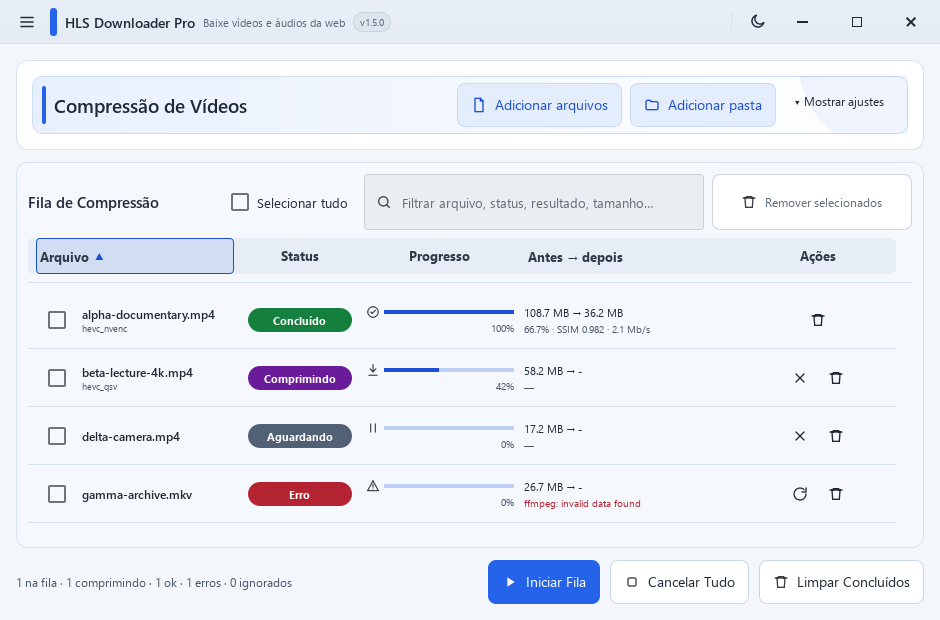 HLS Downloader Pro Baixe vídeos e áudios da web v1.5.0
Compressão de Vídeos
Adicionar arquivos
Adicionar pasta
Mostrar ajustes
Fila de Compressão
Selecionar tudo
Filtrar arquivo, status, resultado, tamanho...
Remover selecionados
Arquivo ▲ Status Progresso Antes → depois Ações
alpha-documentary.mp4
hevc_nvenc
Concluído
100%
108.7 MB → 36.2 MB
66.7% · SSIM 0.982 · 2.1 Mb/s
beta-lecture-4k.mp4
hevc_qsv
Comprimindo
42%
58.2 MB → -
—
delta-camera.mp4
Aguardando
0%
17.2 MB → -
—
gamma-archive.mkv
Erro
0%
26.7 MB → -
ffmpeg: invalid data found
1 na fila · 1 comprimindo · 1 ok · 1 erros · 0 ignorados
Iniciar Fila
Cancelar Tudo
Limpar Concluídos